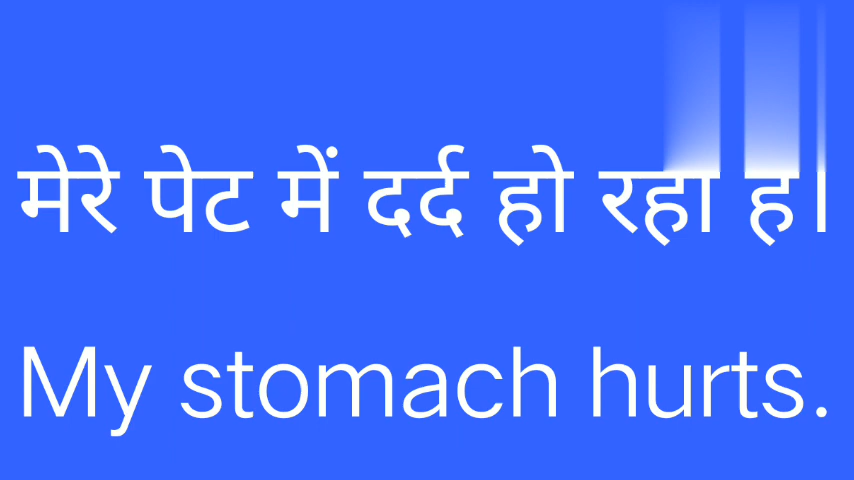 मेरे पेट में दर्द हो रहा ह।
My stomach hurts.